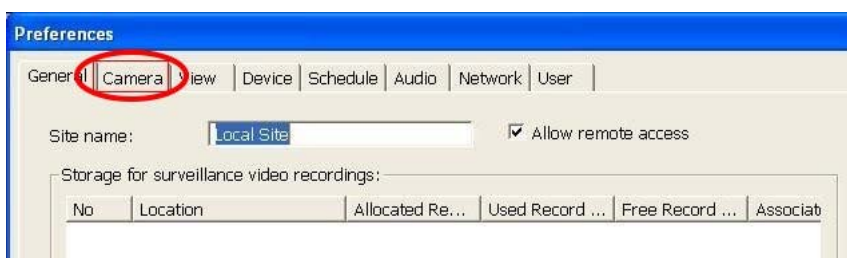 Preferences
General Camera View Device Schedule Audio Network User
Site name: Local Site Allow remote access
Storage for surveillance video recordings:
No Location Allocated Re... Used Record ... Free Record ... Associat